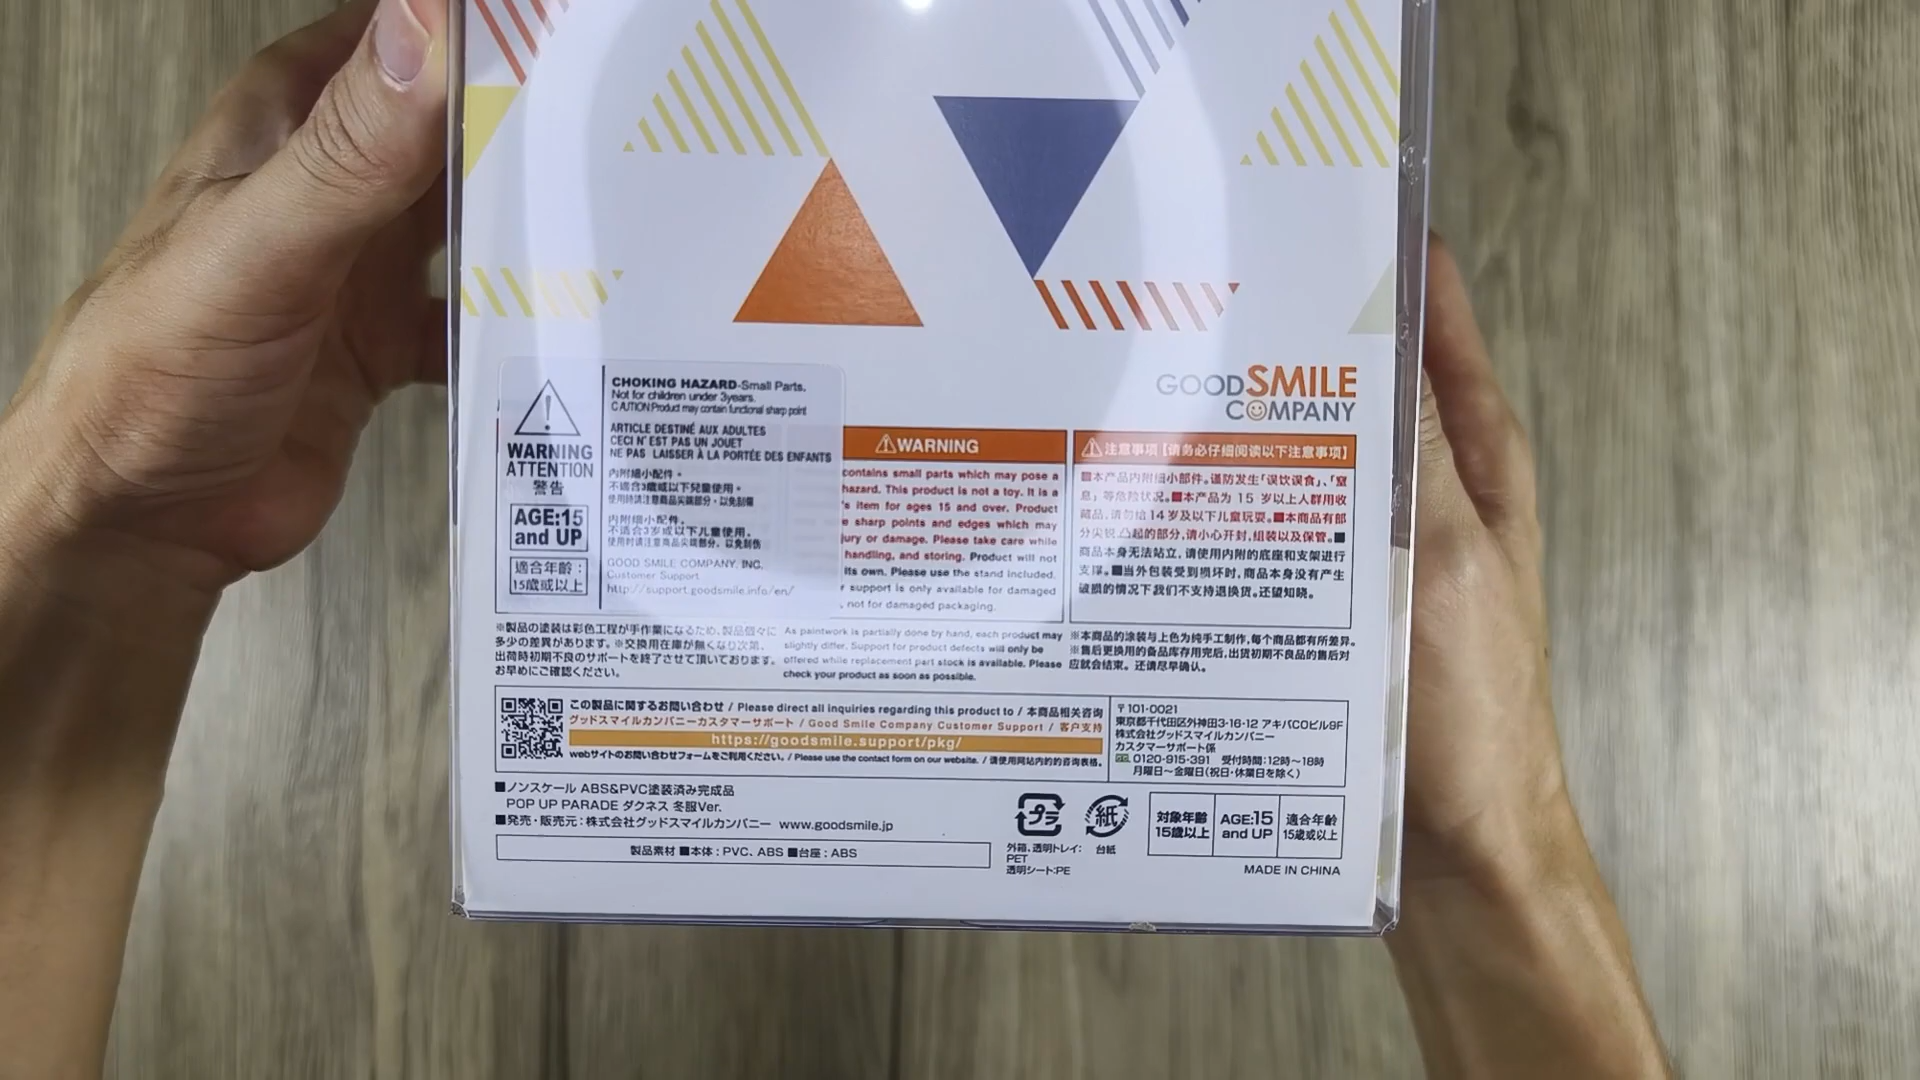 GOODSMILE
COMPANY
WARNING
ATTENTION
警告
AGE:15
and UP
適合年齢：
15歳或以上
CHOKING HAZARD-Small Parts.
Not for children under 3years.
CAUTION:Product may contain functional sharp point
ARTICLE DESTINÉ AUX ADULTES
CECI N' EST PAS UN JOUET
NE PAS LAISSER À LA PORTÉE DES ENFANTS
內附細小配件。
不適合3歲或以下兒童使用。
使用時請注意商品尖端部分，以免刮傷
内附细小配件。
不适合3岁或以下儿童使用。
使用时请注意商品尖端部分，以免刮伤
GOOD SMILE COMPANY, INC.
Customer Support
http://support.goodsmile.info/en/
WARNING
contains small parts which may pose a
hazard. This product is not a toy. It is a
's item for ages 15 and over. Product
sharp points and edges which may
jury or damage. Please take care while
handling, and storing. Product will not
its own. Please use the stand included.
support is only available for damaged
, not for damaged packaging.
注意事项【请务必仔细阅读以下注意事项】
■本产品内附细小部件。谨防发生「误饮误食」、「窒
息」等危险状况。■本产品为 15 岁以上人群用收
藏品,请勿给14岁及以下儿童玩耍。■本商品有部
分尖锐、凸起的部分,请小心开封,组装以及保管。■
商品本身无法站立,请使用内附的底座和支架进行
支撑。■当外包装受到损坏时,商品本身没有产生
破损的情况下我们不支持退换货。还望知晓。
※製品の塗装は彩色工程が手作業になるため、製品個々に
多少の差異があります。※交換用在庫が無くなり次第、
出荷時初期不良のサポートを終了させて頂いております。
お早めにご確認ください。
As paintwork is partially done by hand, each product may
slightly differ. Support for product defects will only be
offered while replacement part stock is available. Please
check your product as soon as possible.
※本商品的涂装与上色为纯手工制作,每个商品都有所差异。
※售后更换用的备品库存用完后,出货初期不良品的售后对
应就会结束。还请尽早确认。
この製品に関するお問い合わせ / Please direct all inquiries regarding this product to / 本商品相关咨询
グッドスマイルカンパニーカスタマーサポート / Good Smile Company Customer Support / 客户支持
https://goodsmile.support/pkg/
webサイトのお問い合わせフォームをご利用ください。/ Please use the contact form on our website. / 请使用网站内的的咨询表格。
〒101-0021
東京都千代田区外神田3-16-12 アキバCOビル8F
株式会社グッドスマイルカンパニー
カスタマーサポート係
0120-915-391 受付時間:12時～18時
月曜日～金曜日(祝日・休業日を除く)
■ノンスケール ABS&PVC塗装済み完成品
POP UP PARADE ダクネス 冬服Ver.
■発売・販売元：株式会社グッドスマイルカンパニー www.goodsmile.jp
製品素材 ■本体：PVC、ABS ■台座：ABS
プラ
外箱、透明トレイ:
PET
透明シート:PE
紙
台紙
対象年齢
15歳以上
AGE:15
and UP
適合年齢
15歳或以上
MADE IN CHINA